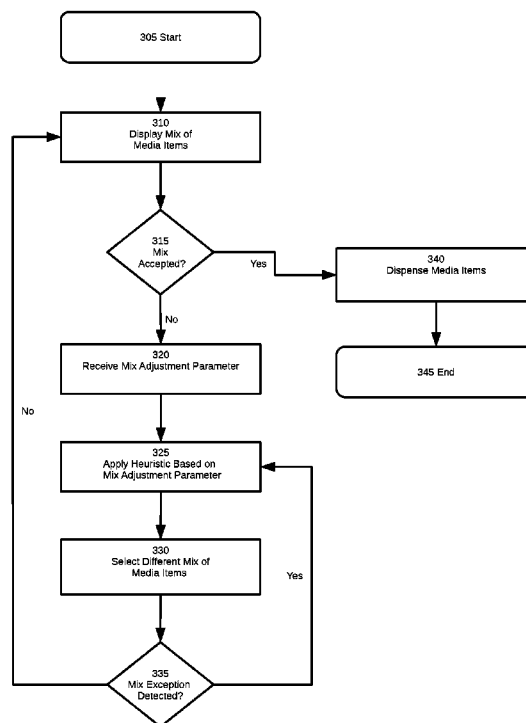 305 Start
310
Display Mix of
Media Items
315
Mix
Accepted?
Yes
340
Dispense Media Items
No
320
Receive Mix Adjustment Parameter
345 End
No
325
Apply Heuristic Based on
Mix Adjustment Parameter
330
Select Different Mix of
Media Items
Yes
335
Mix Exception
Detected?